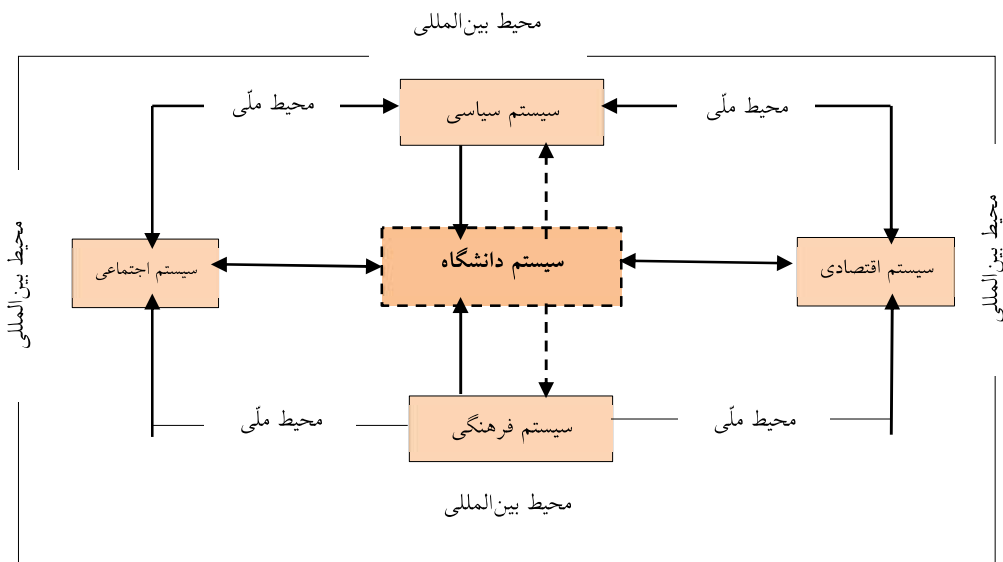 محیط بین‌المللی
سیستم سیاسی
محیط ملّی
محیط ملّی
محیط بین‌المللی
سیستم اقتصادی
سیستم دانشگاه
سیستم اجتماعی
محیط بین‌المللی
محیط ملّی
سیستم فرهنگی
محیط ملّی
محیط بین‌المللی